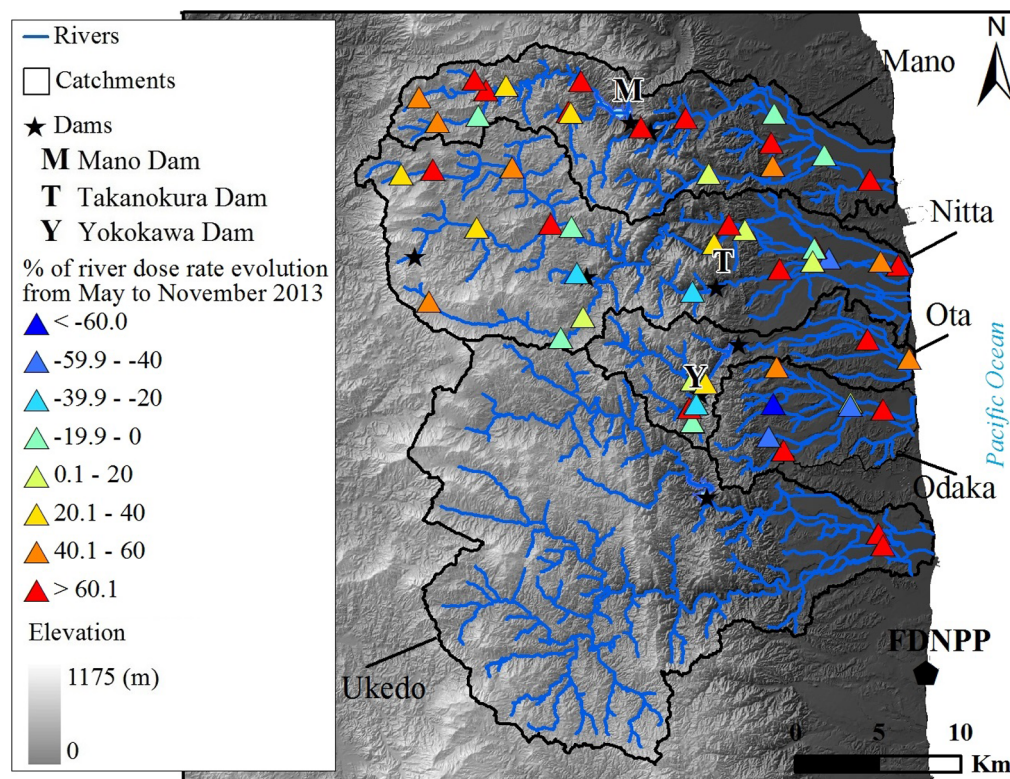 Rivers
Catchments
Dams
M Mano Dam
T Takanokura Dam
Y Yokokawa Dam
% of river dose rate evolution
from May to November 2013
< -60.0
-59.9 - -40
-39.9 - -20
-19.9 - 0
0.1 - 20
20.1 - 40
40.1 - 60
> 60.1
Elevation
1175 (m)
0
N
Mano
M
Nitta
T
Ota
Y
Pacific Ocean
Odaka
FDNPP
Ukedo
0 5 10
Km